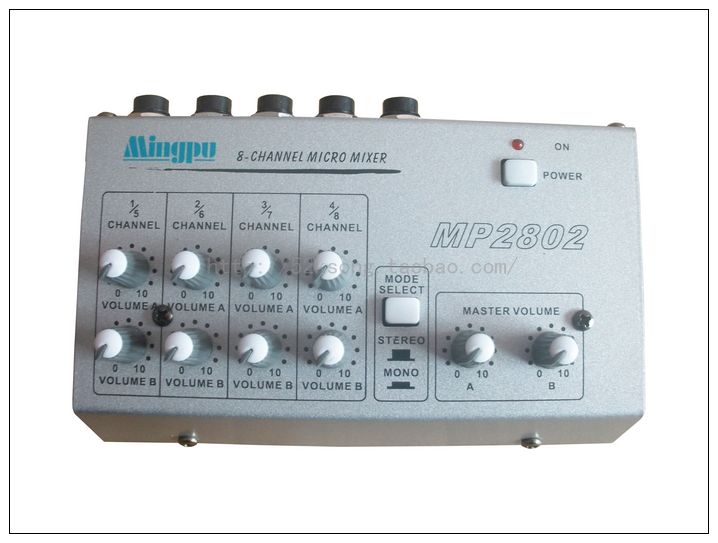 Mingpu
8-CHANNEL MICRO MIXER
ON
POWER
1/5 2/6 3/7 4/8
CHANNEL CHANNEL CHANNEL CHANNEL
MP2802
0 10 0 10 0 10 0 10
VOLUME A VOLUME A VOLUME A VOLUME A
MODE
SELECT
STEREO
MONO
MASTER VOLUME
0 10 0 10
A B
0 10 0 10 0 10 0 10
VOLUME B VOLUME B VOLUME B VOLUME B